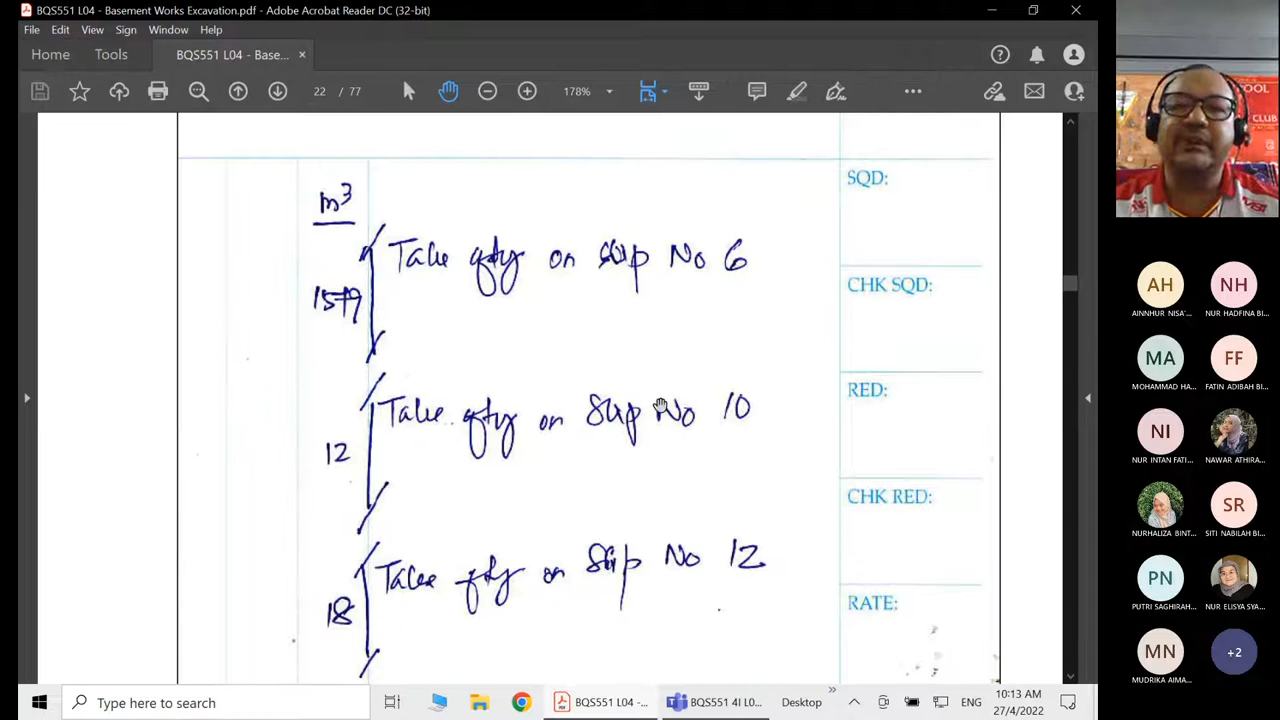 BQS551 L04 - Basement Works Excavation.pdf - Adobe Acrobat Reader DC (32-bit)
File Edit View Sign Window Help
Home Tools BQS551 L04 - Base... ×
22 / 77 178%
m³
Take qty on Slip No 6
1579
Take qty on Slip No 10
12
Take qty on Slip No 12
18
SQD:
CHK SQD:
RED:
CHK RED:
RATE:
OOL
CLUB
AH NH
AINNHUR NISA'... NUR HADFINA BI...
MA FF
MOHAMMAD HA... FATIN ADIBAH BI...
NI
NUR INTAN FATI... NAWAR ATHIRA...
SR
NURHALIZA BINT... SITI NABILAH BI...
PN
PUTRI SAGHIRAH... NUR ELISYA SYA...
MN +2
MUDRIKA AIMA...
Type here to search
BQS551 L04 -... BQS551 4I L0... Desktop
ENG
10:13 AM
27/4/2022